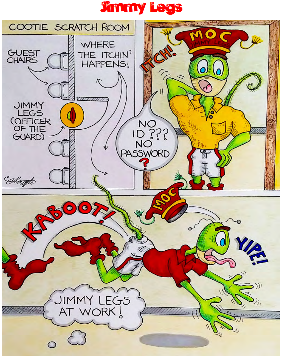 Jimmy Legs
COOTIE SCRATCH ROOM
GUEST
CHAIRS
WHERE
THE ITCHIN'
HAPPENS!
JIMMY
LEGS
(OFFICER
OF THE
GUARD)
ITCH!
MOC
NO
ID ???
NO
PASSWORD
?
KABOOT!
MOC
YIPE!
JIMMY LEGS
AT WORK!